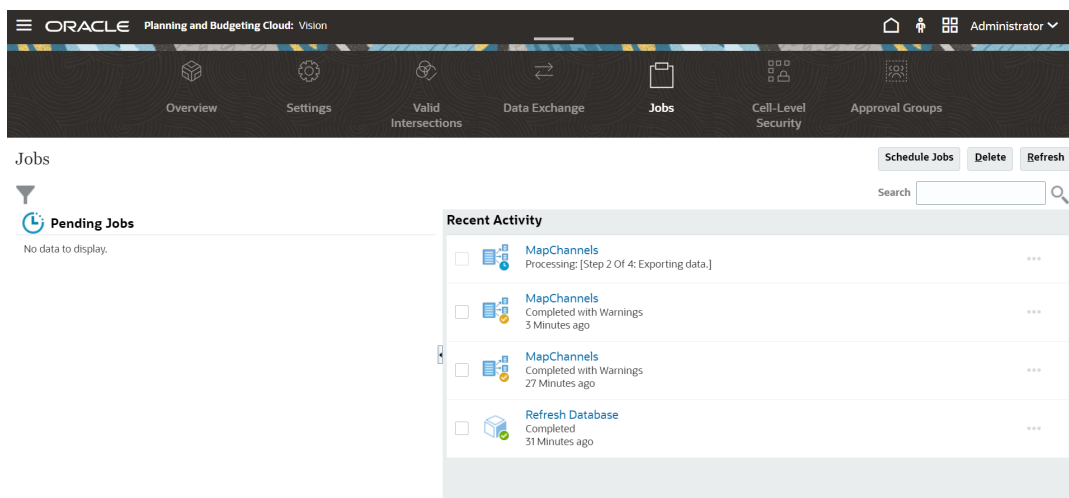 ORACLE Planning and Budgeting Cloud: Vision Administrator
Overview Settings Valid Intersections Data Exchange Jobs Cell-Level Security Approval Groups
Jobs Schedule Jobs Delete Refresh
Search
Pending Jobs
No data to display.
Recent Activity
MapChannels
Processing: [Step 2 Of 4: Exporting data.]
MapChannels
Completed with Warnings
3 Minutes ago
MapChannels
Completed with Warnings
27 Minutes ago
Refresh Database
Completed
31 Minutes ago